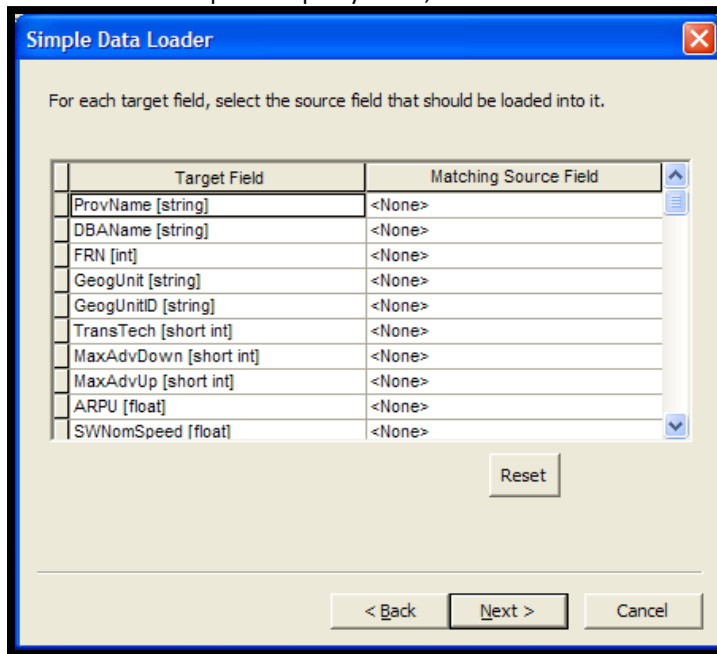 Simple Data Loader
For each target field, select the source field that should be loaded into it.
Target Field Matching Source Field
ProvName [string] <None>
DBAName [string] <None>
FRN [int] <None>
GeogUnit [string] <None>
GeogUnitID [string] <None>
TransTech [short int] <None>
MaxAdvDown [short int] <None>
MaxAdvUp [short int] <None>
ARPU [float] <None>
SWNomSpeed [float] <None>
Reset
< Back Next > Cancel